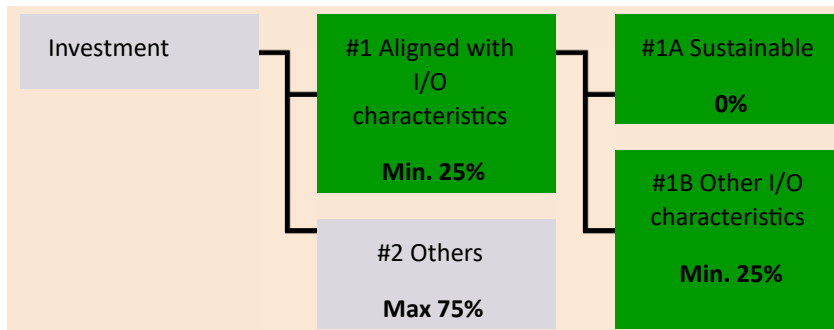 Investment
#1 Aligned with
I/O
characteristics
Min. 25%
#2 Others
Max 75%
#1A Sustainable
0%
#1B Other I/O
characteristics
Min. 25%